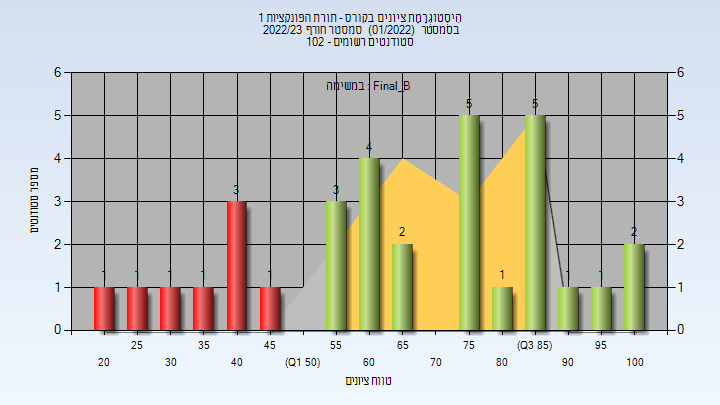 היסטוגרמת ציונים בקורס - תורת הפונקציות 1
בסמסטר (01/2022) סמסטר חורף 2022/23
סטודנטים רשומים - 102
במשימה : Final_B
מספר סטודנטים
6 5 4 3 2 1 0
6 5 4 3 2 1 0
1 1 1 1 3 1 3 4 2 5 1 5 1 1 2
25 35 45 55 65 75 (Q3 85) 95
20 30 40 (Q1 50) 60 70 80 90 100
טווח ציונים